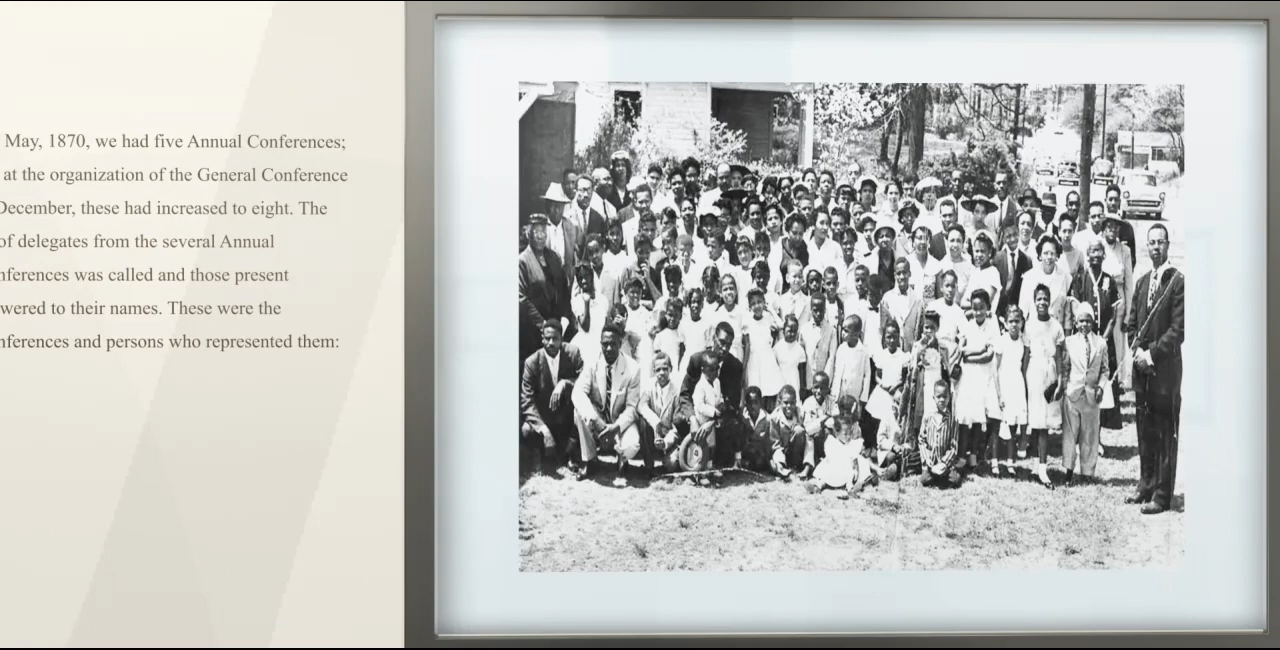 May, 1870, we had five Annual Conferences;
at the organization of the General Conference
December, these had increased to eight. The
of delegates from the several Annual
nferences was called and those present
wered to their names. These were the
nferences and persons who represented them: